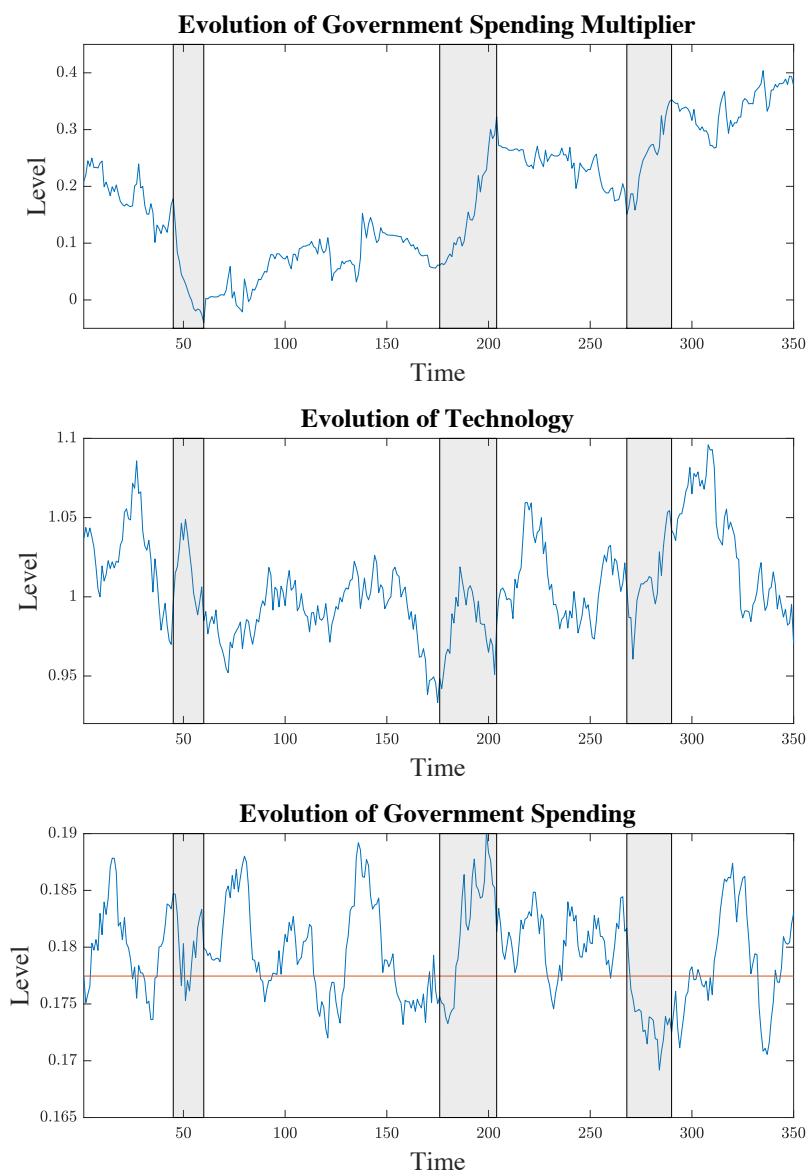 Evolution of Government Spending Multiplier
0.4
0.3
0.2
0.1
0
Level
50 100 150 200 250 300 350
Time
Evolution of Technology
1.1
1.05
1
0.95
Level
50 100 150 200 250 300 350
Time
Evolution of Government Spending
0.19
0.185
0.18
0.175
0.17
0.165
Level
50 100 150 200 250 300 350
Time